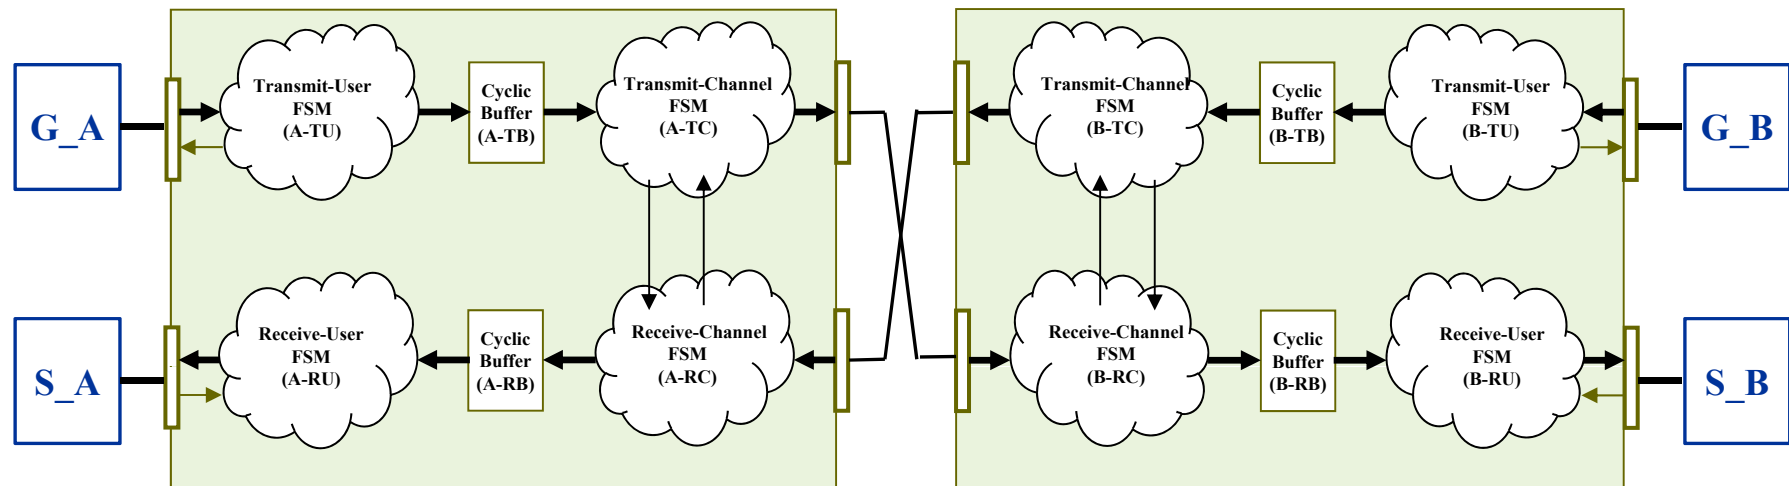 G_A
Transmit-User
FSM
(A-TU)
Cyclic
Buffer
(A-TB)
Transmit-Channel
FSM
(A-TC)
Transmit-Channel
FSM
(B-TC)
Cyclic
Buffer
(B-TB)
Transmit-User
FSM
(B-TU)
G_B
S_A
Receive-User
FSM
(A-RU)
Cyclic
Buffer
(A-RB)
Receive-Channel
FSM
(A-RC)
Receive-Channel
FSM
(B-RC)
Cyclic
Buffer
(B-RB)
Receive-User
FSM
(B-RU)
S_B